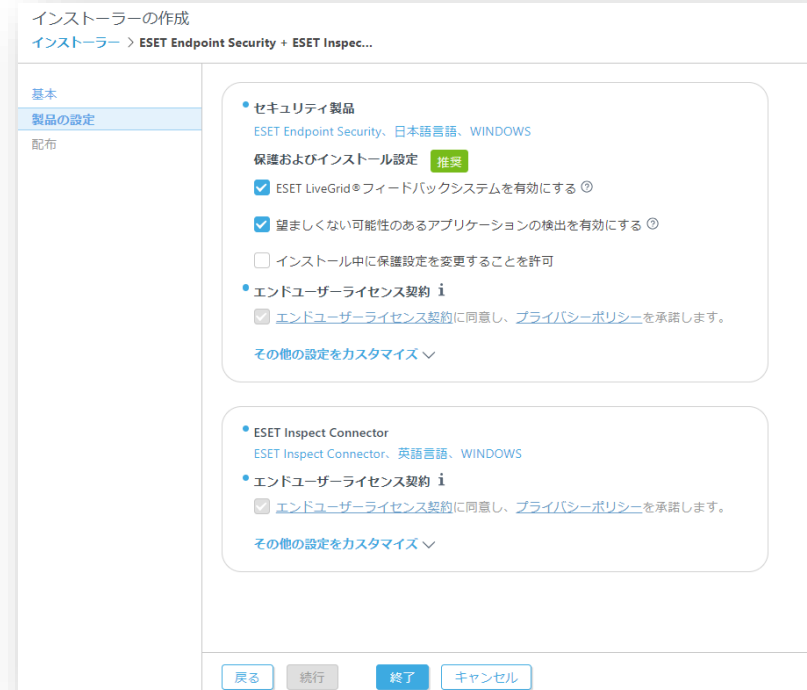 インストーラーの作成
インストーラー > ESET Endpoint Security + ESET Inspec...
基本
製品の設定
配布
セキュリティ製品
ESET Endpoint Security、日本語言語、WINDOWS
保護およびインストール設定 推奨
ESET LiveGrid®フィードバックシステムを有効にする ?
望ましくない可能性のあるアプリケーションの検出を有効にする ?
インストール中に保護設定を変更することを許可
エンドユーザーライセンス契約 i
エンドユーザーライセンス契約に同意し、プライバシーポリシーを承諾します。
その他の設定をカスタマイズ
ESET Inspect Connector
ESET Inspect Connector、英語言語、WINDOWS
エンドユーザーライセンス契約 i
エンドユーザーライセンス契約に同意し、プライバシーポリシーを承諾します。
その他の設定をカスタマイズ
戻る 続行 終了 キャンセル